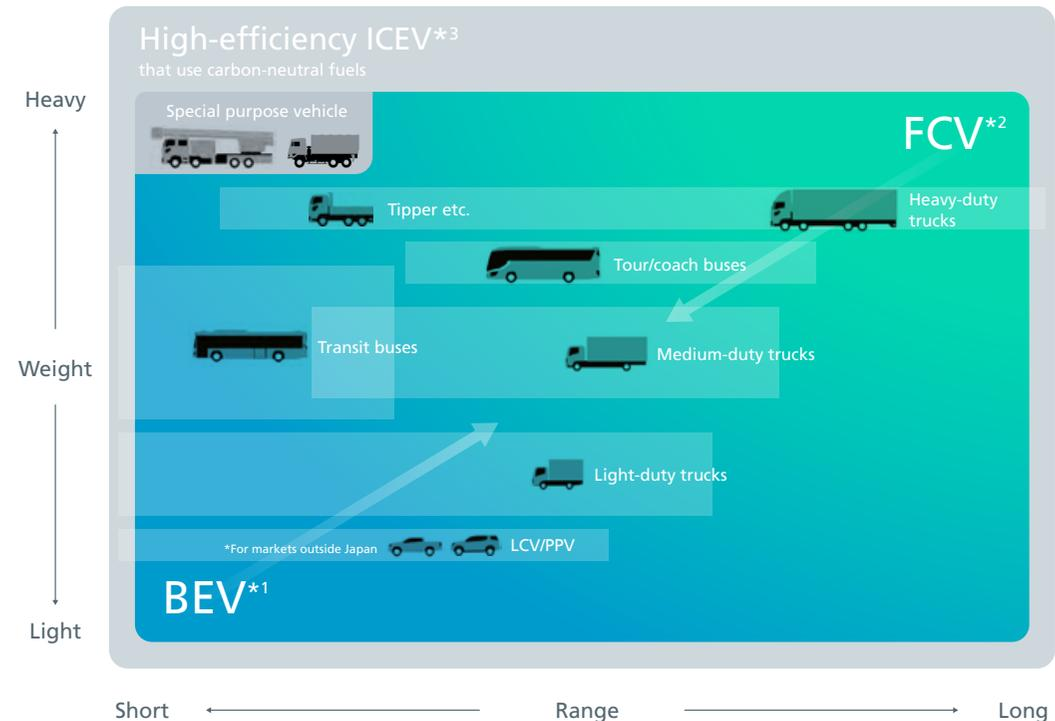 High-efficiency ICEV*3
that use carbon-neutral fuels
Heavy
Special purpose vehicle
FCV*2
Tipper etc.
Heavy-duty
trucks
Tour/coach buses
Transit buses
Medium-duty trucks
Weight
Light-duty trucks
*For markets outside Japan
LCV/PPV
BEV*1
Light
Short
Range
Long